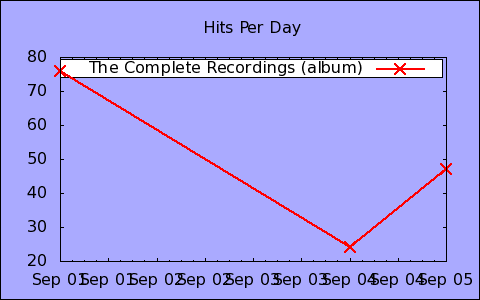 Hits Per Day
80
The Complete Recordings (album)
70
60
50
40
30
20
Sep 01 Sep 01 Sep 02 Sep 02 Sep 03 Sep 03 Sep 04 Sep 04 Sep 05